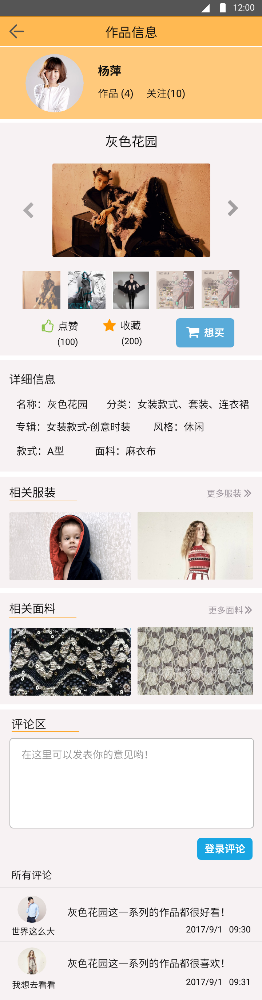 12:00
作品信息
杨萍
作品 (4) 关注(10)
灰色花园
store
store
点赞 收藏 想买
(100) (200)
详细信息
名称：灰色花园 分类：女装款式、套装、连衣裙
专辑：女装款式-创意时装 风格：休闲
款式：A型 面料：麻衣布
相关服装 更多服装
相关面料 更多面料
评论区
在这里可以发表你的意见哟！
登录评论
所有评论
灰色花园这一系列的作品都很好看！
世界这么大 2017/9/1 09:30
灰色花园这一系列的作品都很喜欢！
我想去看看 2017/9/1 09:31